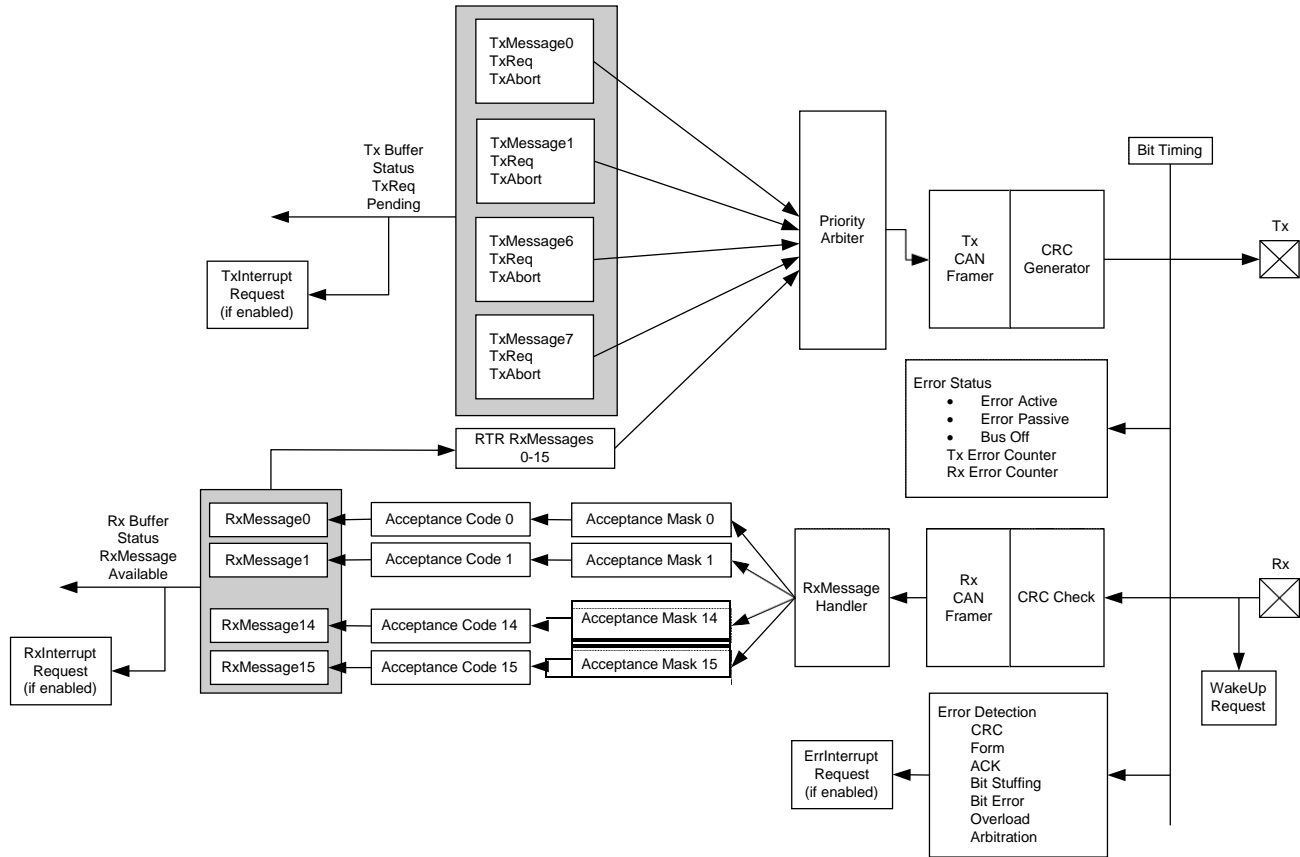 TxMessage0
TxReq
TxAbort
TxMessage1
TxReq
TxAbort
TxMessage6
TxReq
TxAbort
TxMessage7
TxReq
TxAbort
Tx Buffer
Status
TxReq
Pending
TxInterrupt
Request
(if enabled)
Priority
Arbiter
Tx
CAN
Framer
CRC
Generator
Bit Timing
Tx
Error Status
• Error Active
• Error Passive
• Bus Off
Tx Error Counter
Rx Error Counter
RTR RxMessages
0-15
Rx Buffer
Status
RxMessage
Available
RxInterrupt
Request
(if enabled)
RxMessage0
Acceptance Code 0
Acceptance Mask 0
RxMessage1
Acceptance Code 1
Acceptance Mask 1
RxMessage14
Acceptance Code 14
Acceptance Mask 14
RxMessage15
Acceptance Code 15
Acceptance Mask 15
RxMessage
Handler
Rx
CAN
Framer
CRC Check
Rx
WakeUp
Request
ErrInterrupt
Request
(if enabled)
Error Detection
CRC
Form
ACK
Bit Stuffing
Bit Error
Overload
Arbitration